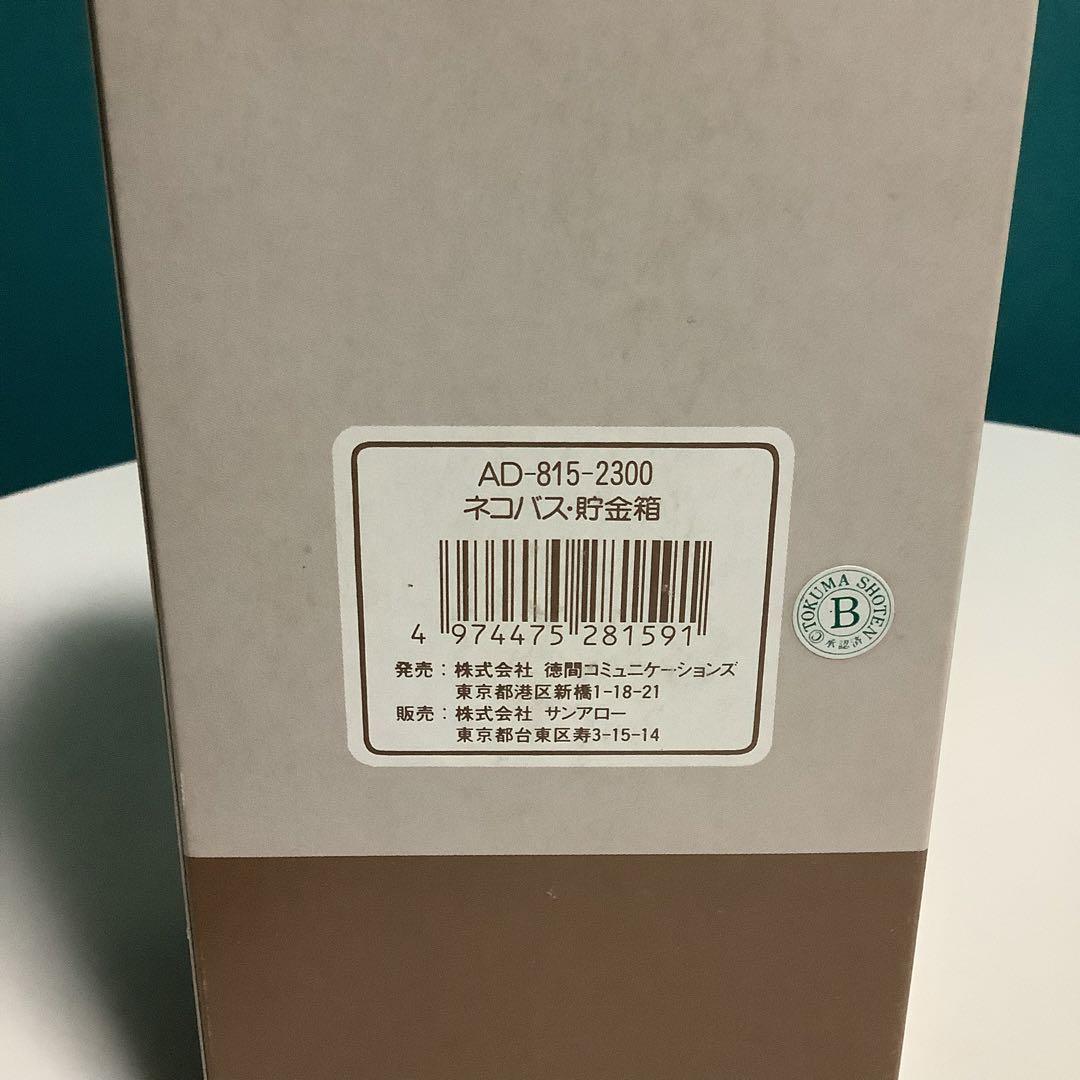 AD-815-2300
ネコバス・貯金箱
4 974475 281591
発売：株式会社 徳間コミュニケーションズ
東京都港区新橋1-18-21
販売：株式会社 サンアロー
東京都台東区寿3-15-14
©TOKUMA SHOTEN
B
承認済